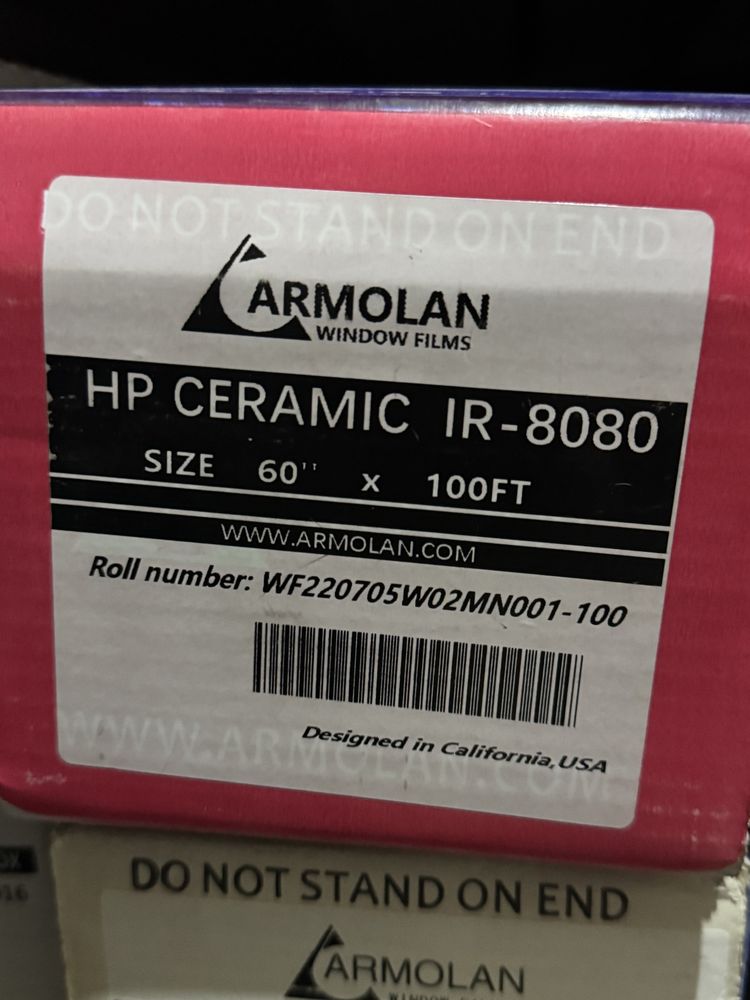 DO NOT STAND ON END
ARMOLAN
WINDOW FILMS
HP CERAMIC IR-8080
SIZE 60'' x 100FT
WWW.ARMOLAN.COM
Roll number: WF220705W02MN001-100
Designed in California,USA
WWW.ARMOLAN.COM
DO NOT STAND ON END
ARMOLAN